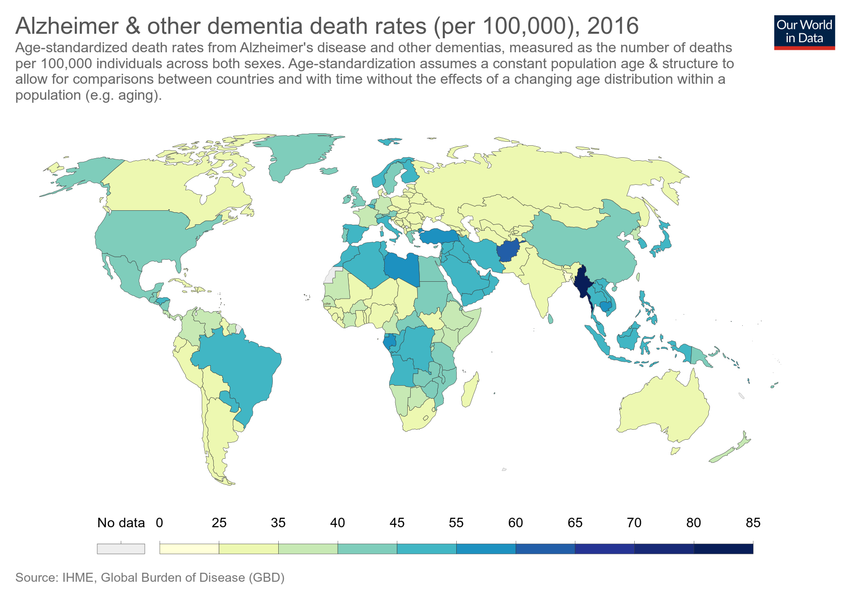 Alzheimer & other dementia death rates (per 100,000), 2016
Our World
in Data
Age-standardized death rates from Alzheimer's disease and other dementias, measured as the number of deaths
per 100,000 individuals across both sexes. Age-standardization assumes a constant population age & structure to
allow for comparisons between countries and with time without the effects of a changing age distribution within a
population (e.g. aging).
No data 0 25 35 40 45 55 60 65 70 80 85
Source: IHME, Global Burden of Disease (GBD)